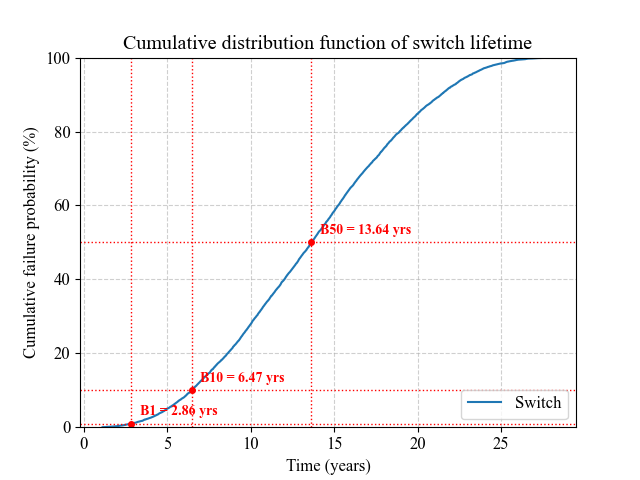 Cumulative distribution function of switch lifetime
Cumulative failure probability (%)
100
80
60
40
20
0
B50 = 13.64 yrs
B10 = 6.47 yrs
B1 = 2.86 yrs
Switch
0 5 10 15 20 25
Time (years)